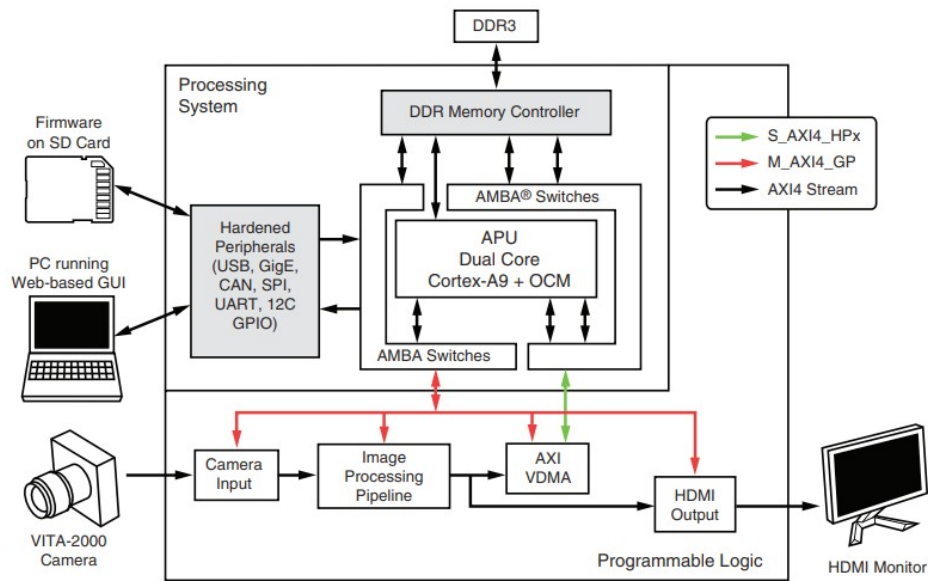 DDR3
Processing
System
DDR Memory Controller
Firmware
on SD Card
S_AXI4_HPx
M_AXI4_GP
AXI4 Stream
AMBA® Switches
Hardened
Peripherals
(USB, GigE,
CAN, SPI,
UART, 12C
GPIO)
APU
Dual Core
Cortex-A9 + OCM
PC running
Web-based GUI
AMBA Switches
Camera
Input
Image
Processing
Pipeline
AXI
VDMA
HDMI
Output
VITA-2000
Camera
Programmable Logic
HDMI Monitor